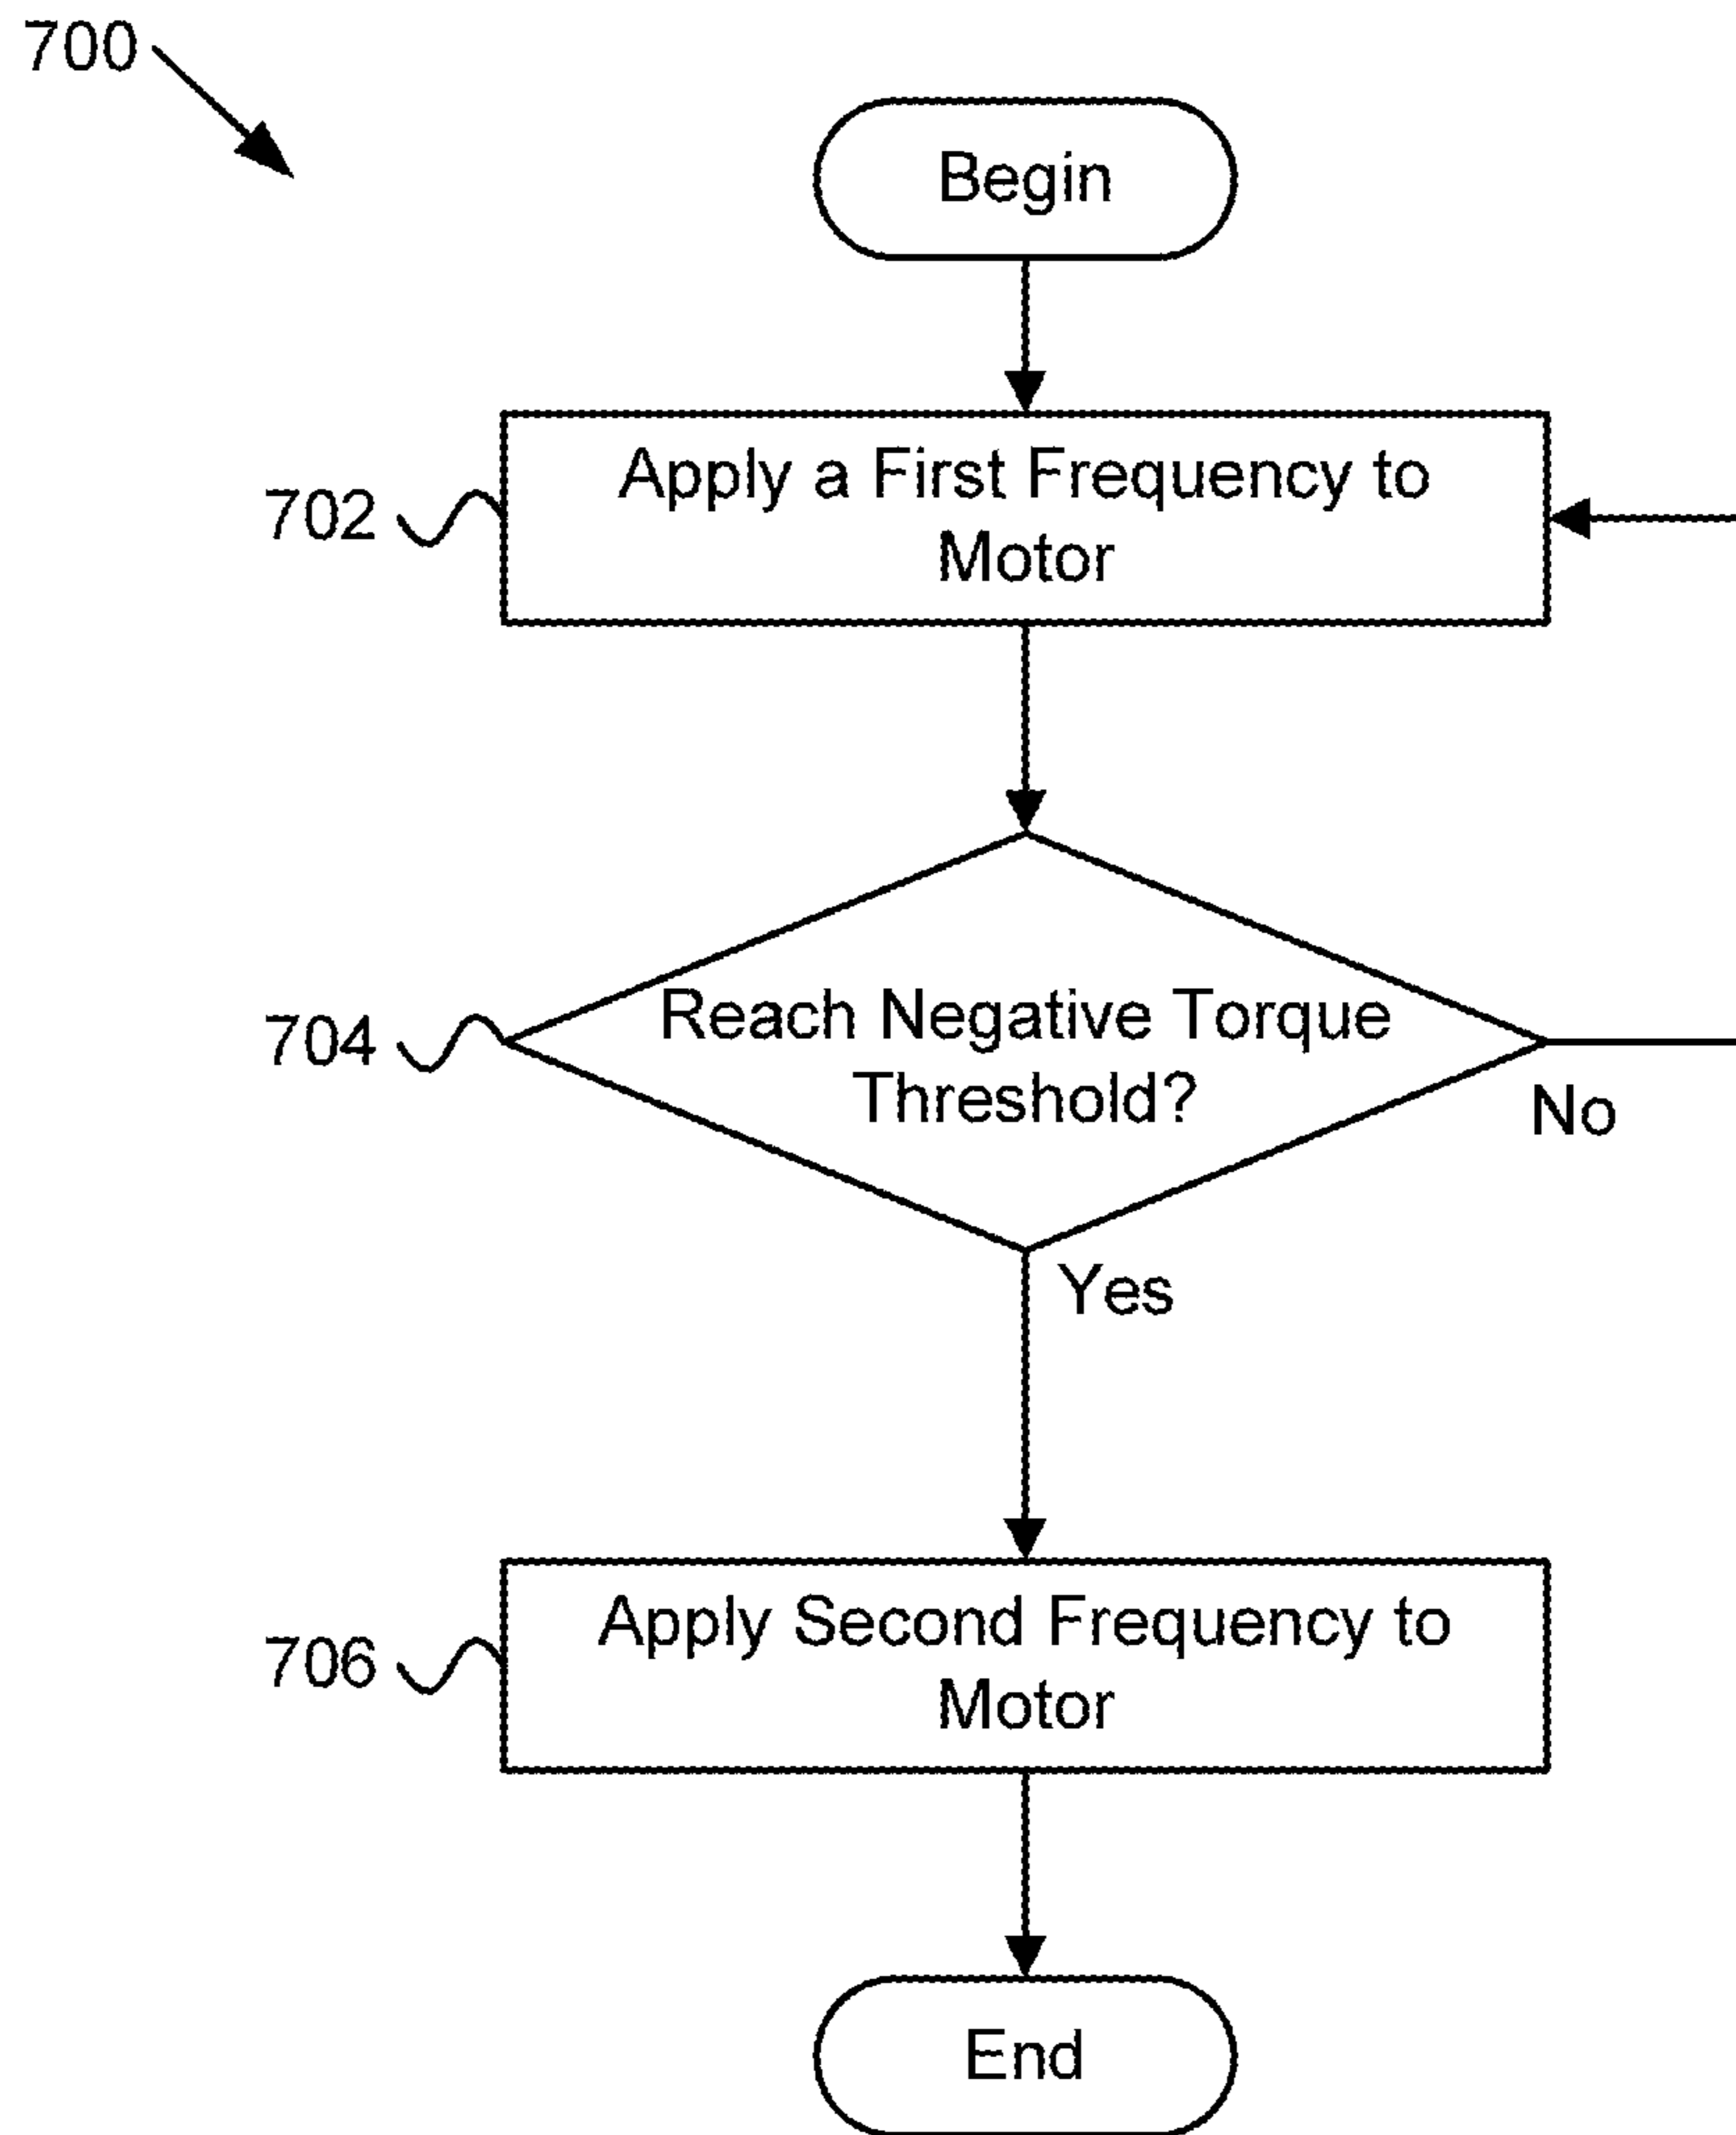 700
Begin
702
Apply a First Frequency to
Motor
704
Reach Negative Torque
Threshold?
No
Yes
706
Apply Second Frequency to
Motor
End